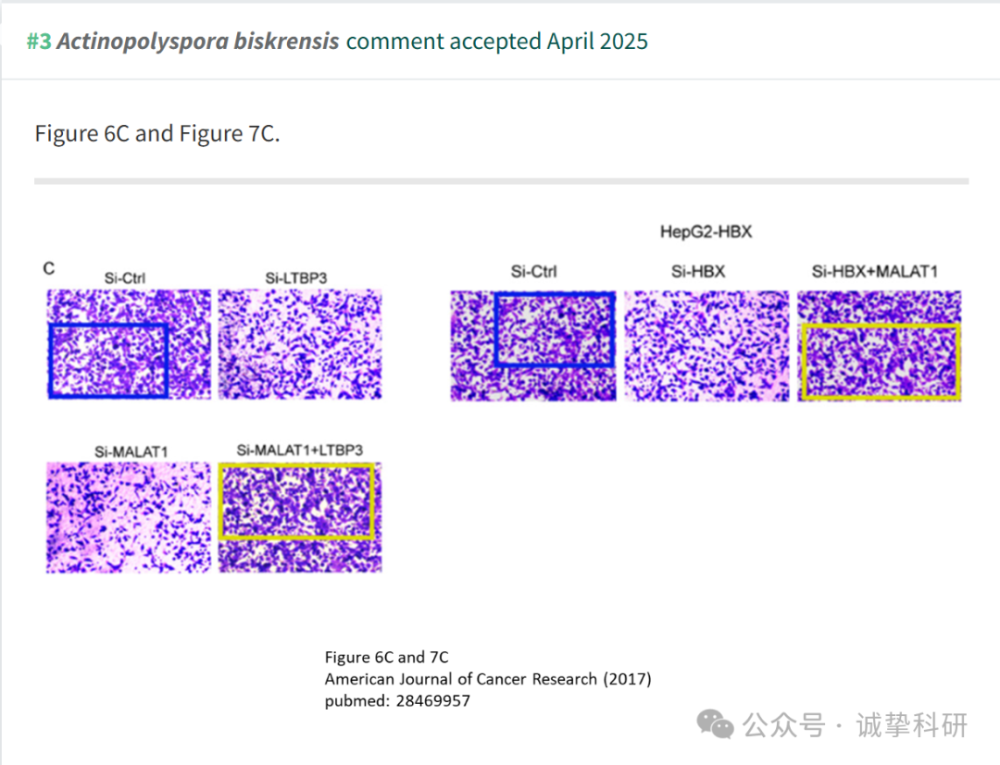 #3 Actinopolyspora biskrensis comment accepted April 2025
Figure 6C and Figure 7C.
C
Si-Ctrl Si-LTBP3
Si-MALAT1 Si-MALAT1+LTBP3
HepG2-HBX
Si-Ctrl Si-HBX Si-HBX+MALAT1
Figure 6C and 7C
American Journal of Cancer Research (2017)
pubmed: 28469957
公众号 · 诚挚科研